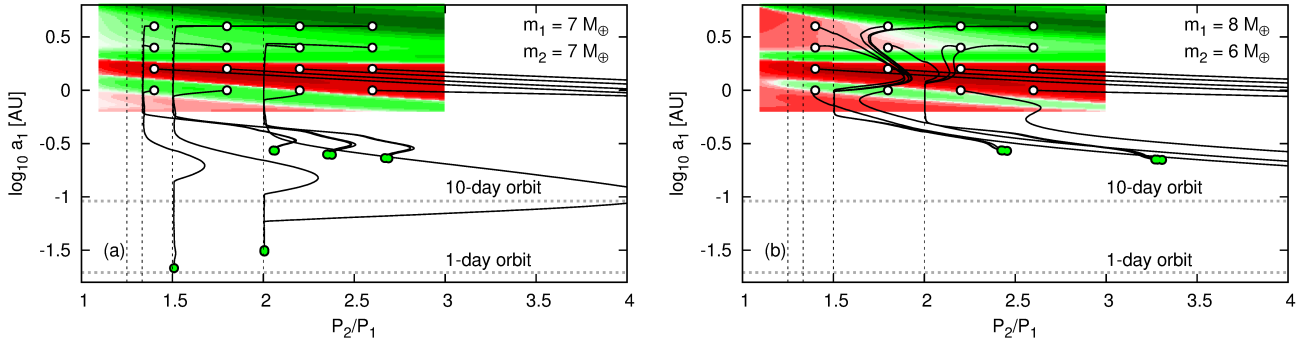 m₁ = 7 M⊕
m₂ = 7 M⊕
0.5
0
-0.5
-1
-1.5
log₁₀ a₁ [AU]
10-day orbit
(a)
1-day orbit
1 1.5 2 2.5 3 3.5 4
P₂/P₁
m₁ = 8 M⊕
m₂ = 6 M⊕
0.5
0
-0.5
-1
-1.5
log₁₀ a₁ [AU]
10-day orbit
(b)
1-day orbit
1 1.5 2 2.5 3 3.5 4
P₂/P₁